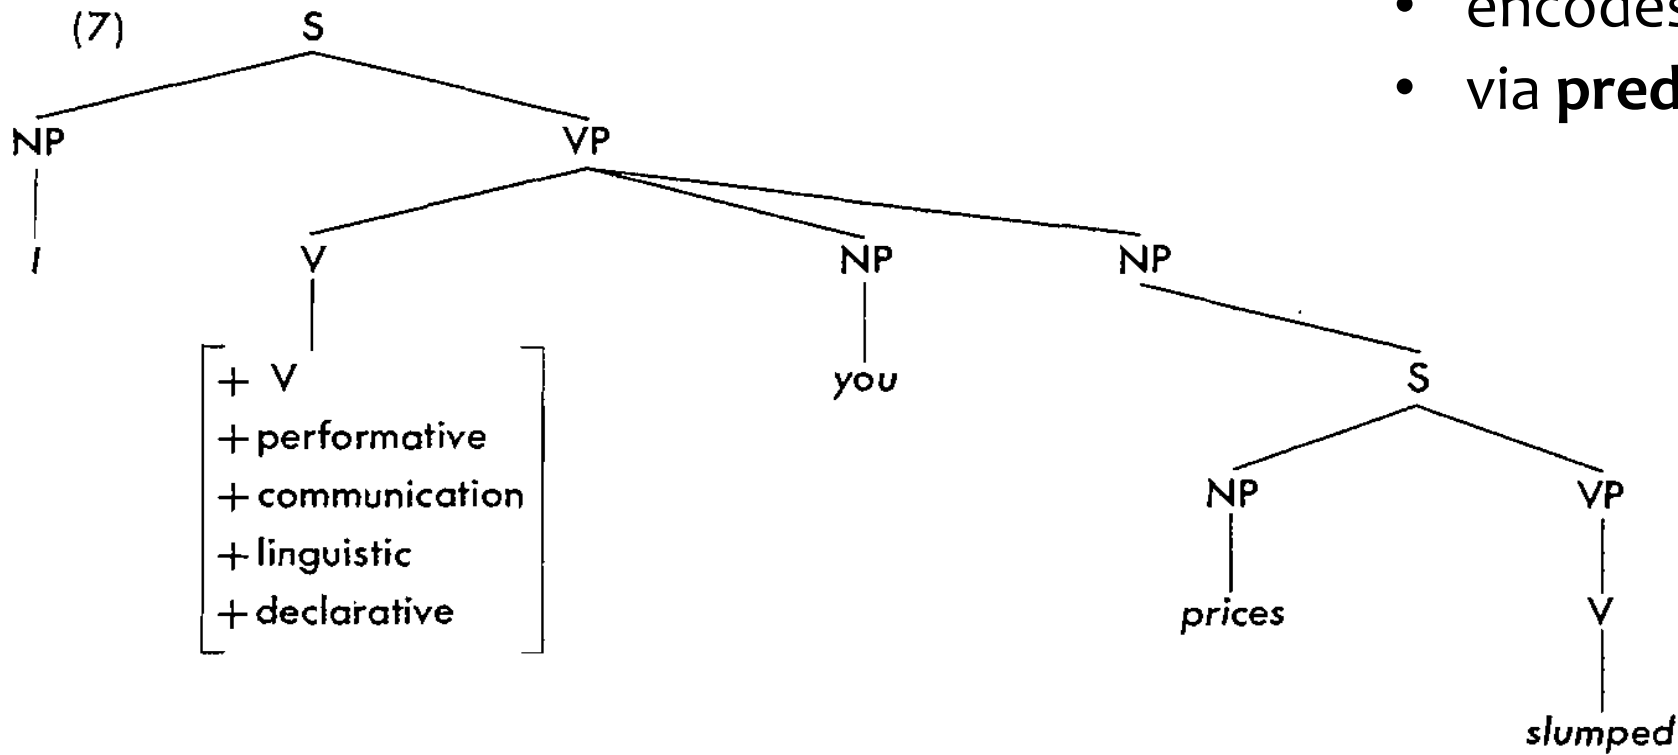 (7) S
• encodes
• via pred
NP VP
I V NP NP
+ V
you S
+ performative
+ communication
NP VP
+ linguistic
+ declarative
prices V
slumped